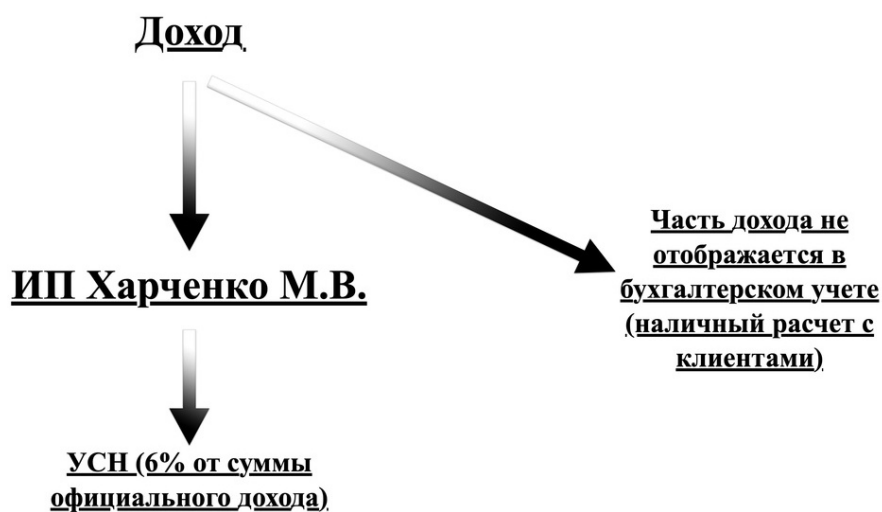 Доход
ИП Харченко М.В.
УСН (6% от суммы
официального дохода)
Часть дохода не
отображается в
бухгалтерском учете
(наличный расчет с
клиентами)